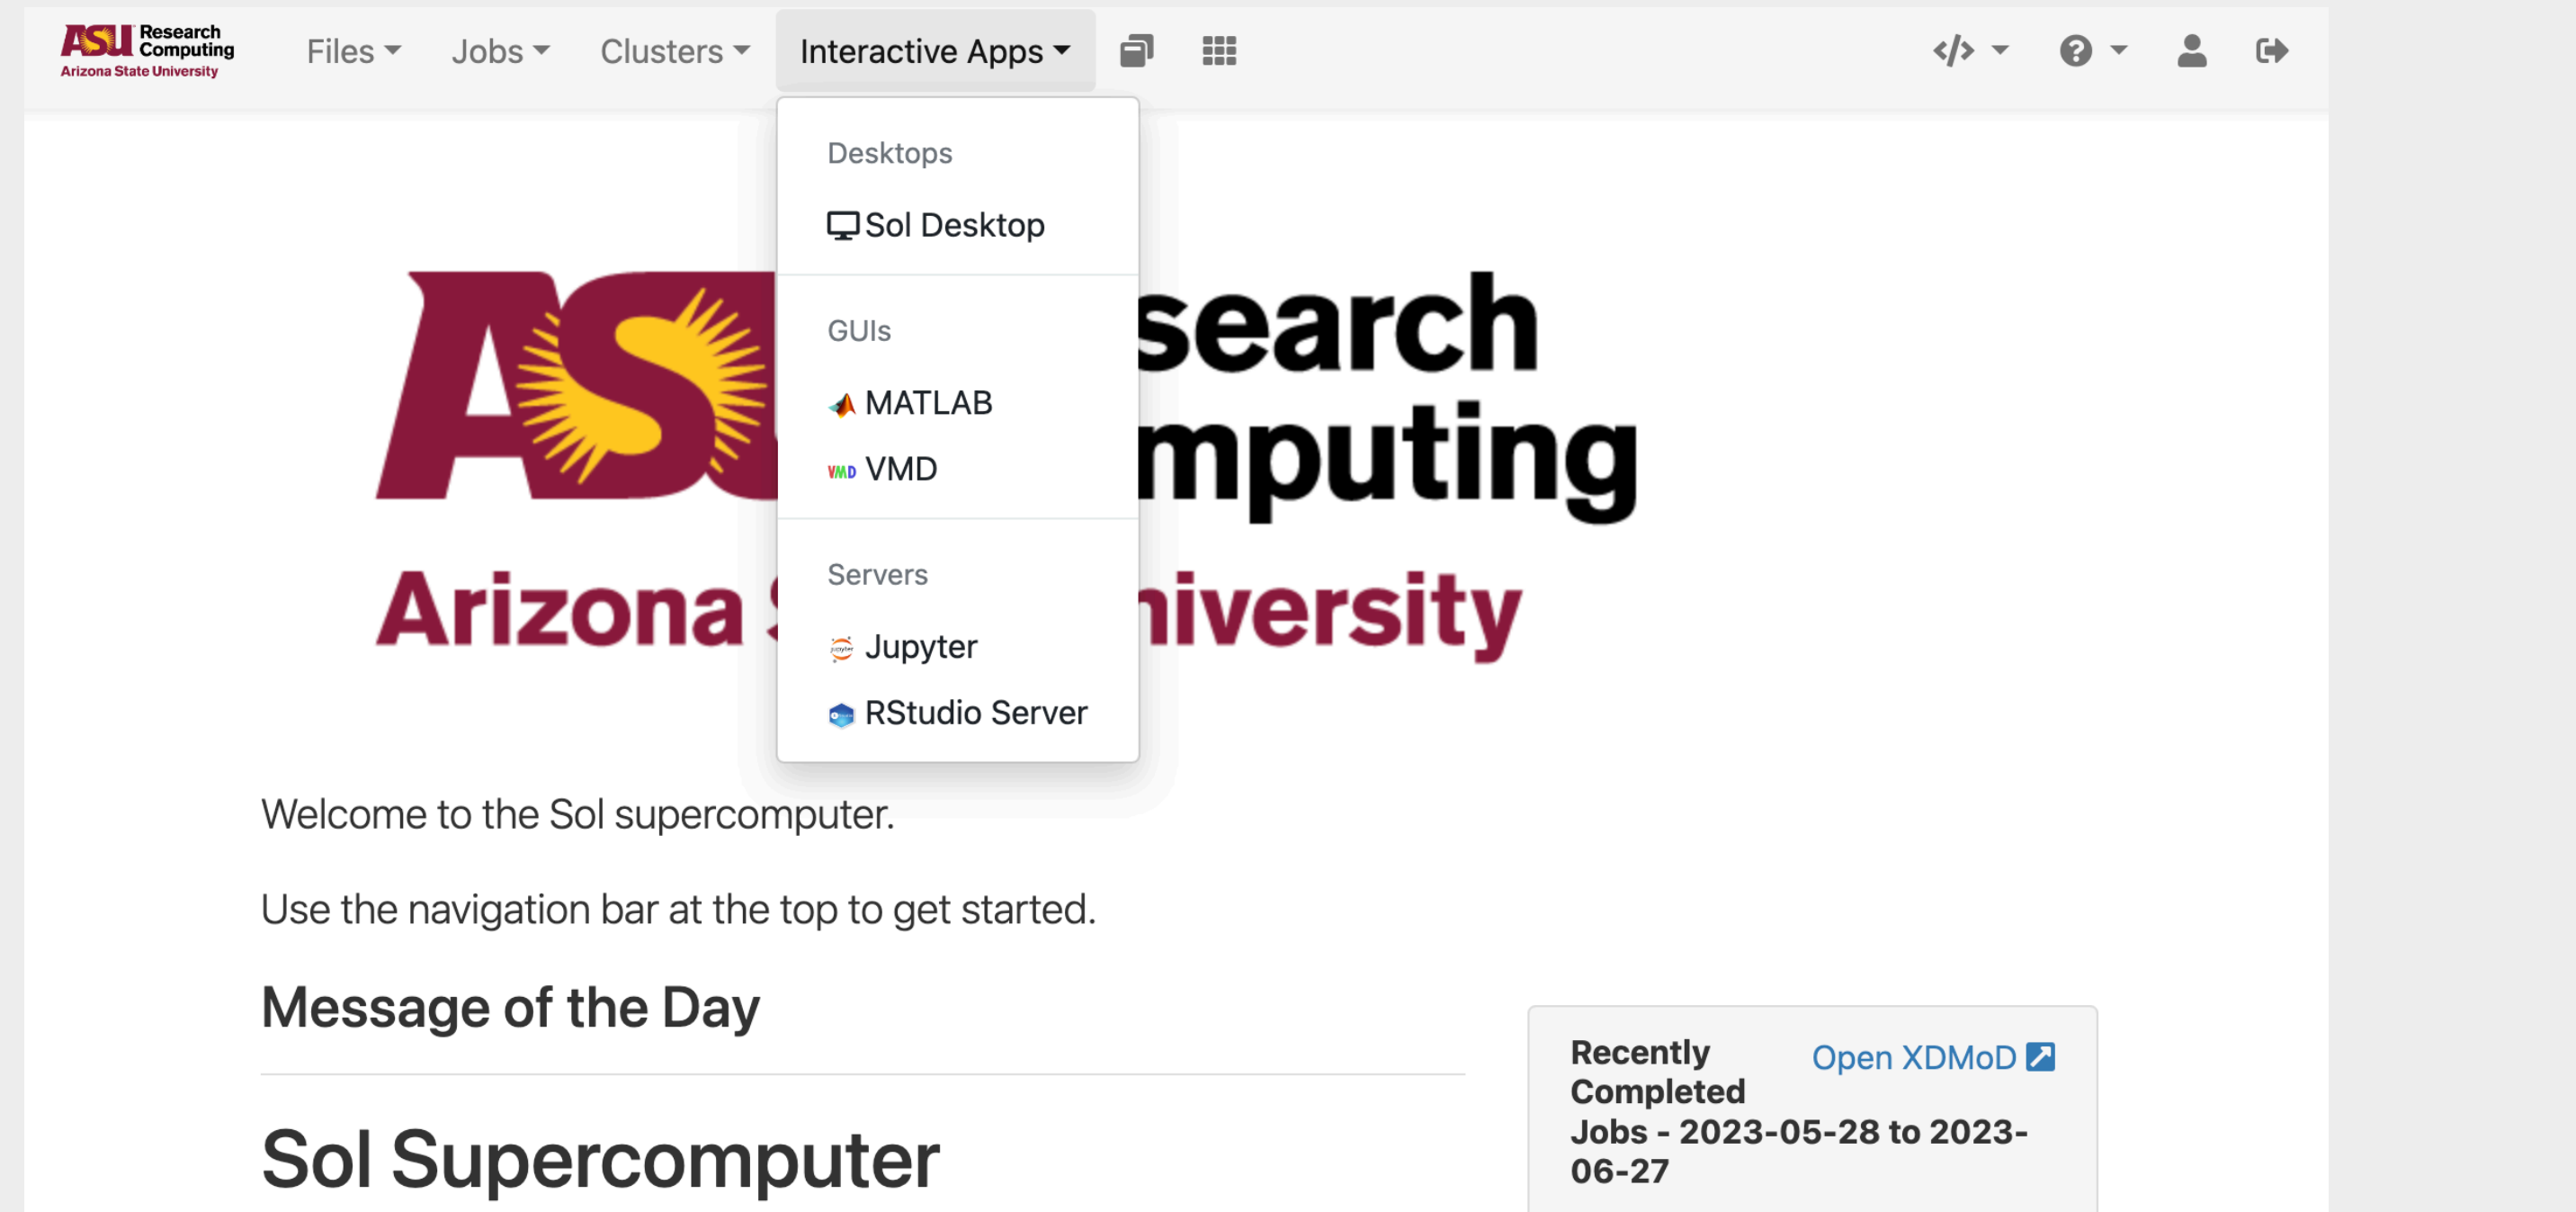 ASU Research Computing
Arizona State University
Files
Jobs
Clusters
Interactive Apps
Desktops
Sol Desktop
GUIs
MATLAB
VMD VMD
Servers
Jupyter Jupyter
RStudio Server
ASU search
mputing
Arizona niversity
Welcome to the Sol supercomputer.
Use the navigation bar at the top to get started.
Message of the Day
Sol Supercomputer
Recently
Completed
Jobs - 2023-05-28 to 2023-
06-27
Open XDMoD